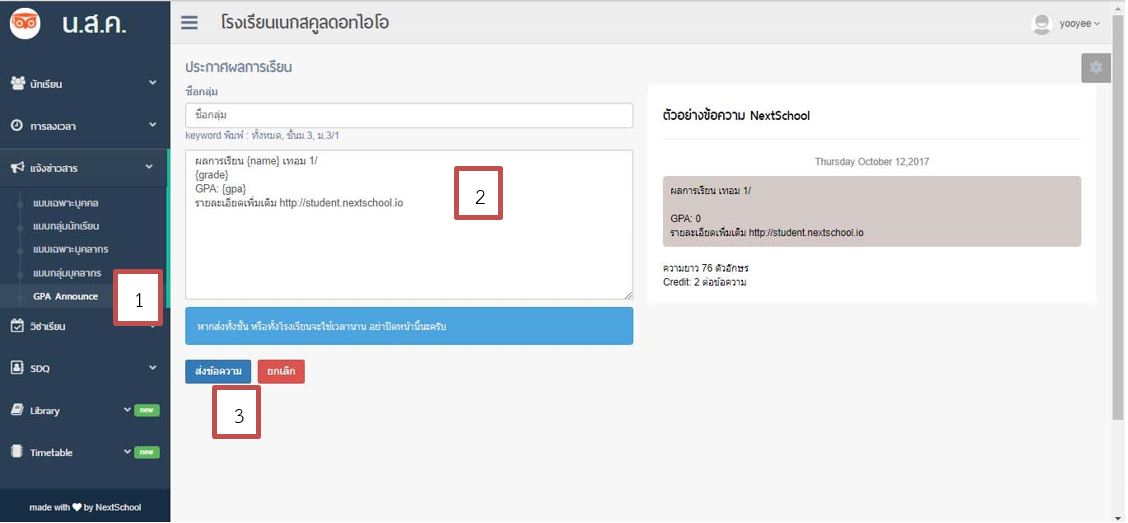 น.ส.ค.
โรงเรียนเนกสคูลดอทไอโอ
yooyee
นักเรียน
การลงเวลา
แจ้งข่าวสาร
แบบเฉพาะบุคคล
แบบกลุ่มนักเรียน
แบบเฉพาะบุคลากร
แบบกลุ่มบุคลากร
GPA Announce
1
วิชาเรียน
SDQ
Library
new
Timetable
new
made with by NextSchool
ประกาศผลการเรียน
ชื่อกลุ่ม
ชื่อกลุ่ม
keyword พิมพ์ : ทั้งหมด, ชั้นม.3, ม.3/1
ผลการเรียน {name} เทอม 1/
{grade}
GPA: {gpa}
รายละเอียดเพิ่มเติม http://student.nextschool.io
2
หากส่งทั้งชั้น หรือทั้งโรงเรียนจะใช้เวลานาน อย่าปิดหน้านี้นะครับ
ส่งข้อความ
ยกเลิก
3
ตัวอย่างข้อความ NextSchool
Thursday October 12,2017
ผลการเรียน เทอม 1/
GPA: 0
รายละเอียดเพิ่มเติม http://student.nextschool.io
ความยาว 76 ตัวอักษร
Credit: 2 ต่อข้อความ